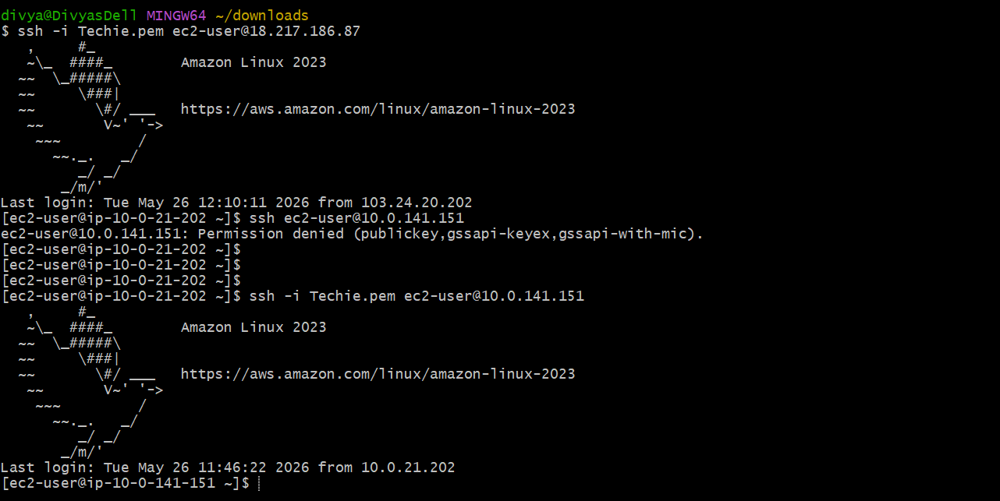 divya@DivyasDell MINGW64 ~/downloads
$ ssh -i Techie.pem ec2-user@18.217.186.87
   ,     #_
   ~\_  ####_        Amazon Linux 2023
  ~~  \_#####\
  ~~     \###|
  ~~       \#/ ___   https://aws.amazon.com/linux/amazon-linux-2023
   ~~       V~' '->
    ~~~         /
      ~~._.   _/
         _/ _/
       _/m/'
Last login: Tue May 26 12:10:11 2026 from 103.24.20.202
[ec2-user@ip-10-0-21-202 ~]$ ssh ec2-user@10.0.141.151
ec2-user@10.0.141.151: Permission denied (publickey,gssapi-keyex,gssapi-with-mic).
[ec2-user@ip-10-0-21-202 ~]$
[ec2-user@ip-10-0-21-202 ~]$
[ec2-user@ip-10-0-21-202 ~]$
[ec2-user@ip-10-0-21-202 ~]$ ssh -i Techie.pem ec2-user@10.0.141.151
   ,     #_
   ~\_  ####_        Amazon Linux 2023
  ~~  \_#####\
  ~~     \###|
  ~~       \#/ ___   https://aws.amazon.com/linux/amazon-linux-2023
   ~~       V~' '->
    ~~~         /
      ~~._.   _/
         _/ _/
       _/m/'
Last login: Tue May 26 11:46:22 2026 from 10.0.21.202
[ec2-user@ip-10-0-141-151 ~]$